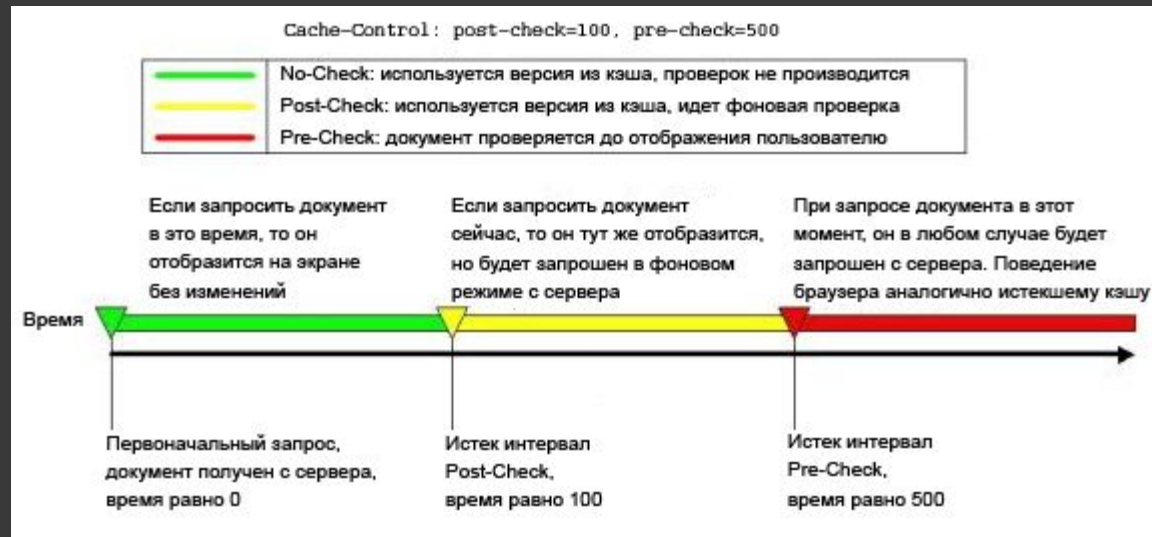 Cache-Control: post-check=100, pre-check=500
No-Check: используется версия из кэша, проверок не производится
Post-Check: используется версия из кэша, идет фоновая проверка
Pre-Check: документ проверяется до отображения пользователю
Если запросить документ
в это время, то он
отобразится на экране
без изменений
Если запросить документ
сейчас, то он тут же отобразится,
но будет запрошен в фоновом
режиме с сервера
При запросе документа в этот
момент, он в любом случае будет
запрошен с сервера. Поведение
браузера аналогично истекшему кэшу
Время
Первоначальный запрос,
документ получен с сервера,
время равно 0
Истек интервал
Post-Check,
время равно 100
Истек интервал
Pre-Check,
время равно 500